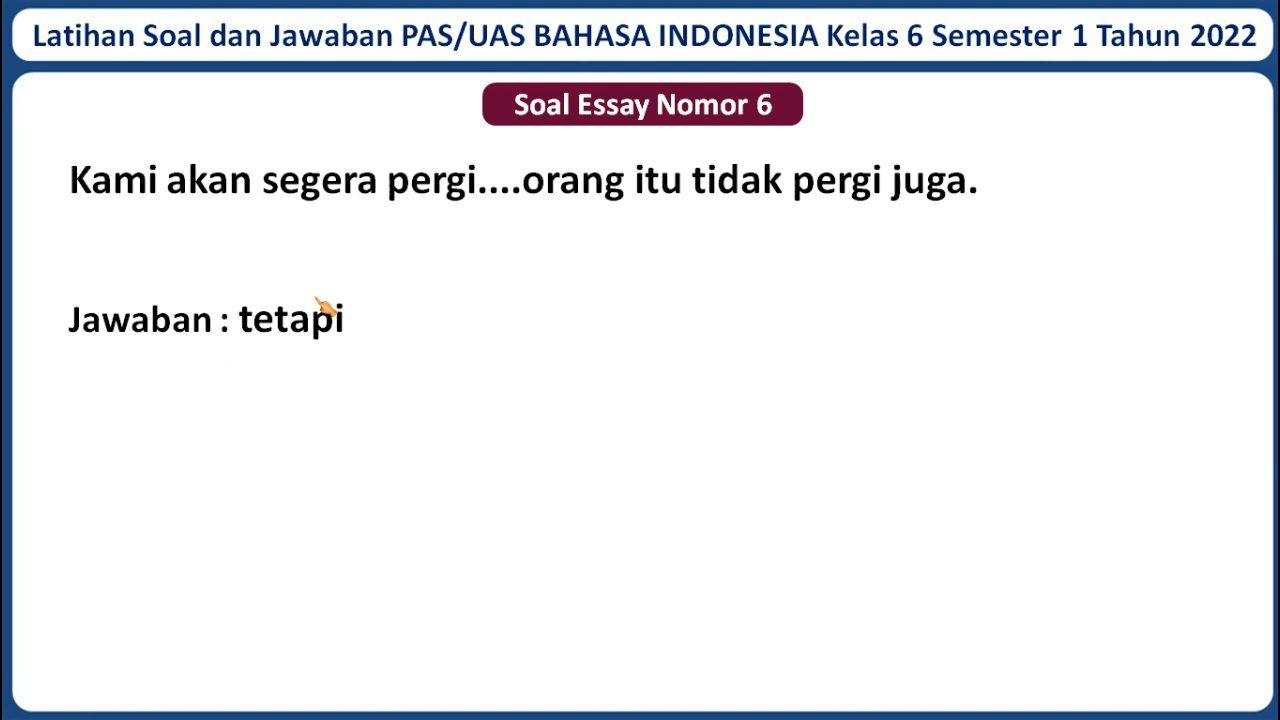 Latihan Soal dan Jawaban PAS/UAS BAHASA INDONESIA Kelas 6 Semester 1 Tahun 2022
Soal Essay Nomor 6
Kami akan segera pergi....orang itu tidak pergi juga.
Jawaban : tetapi